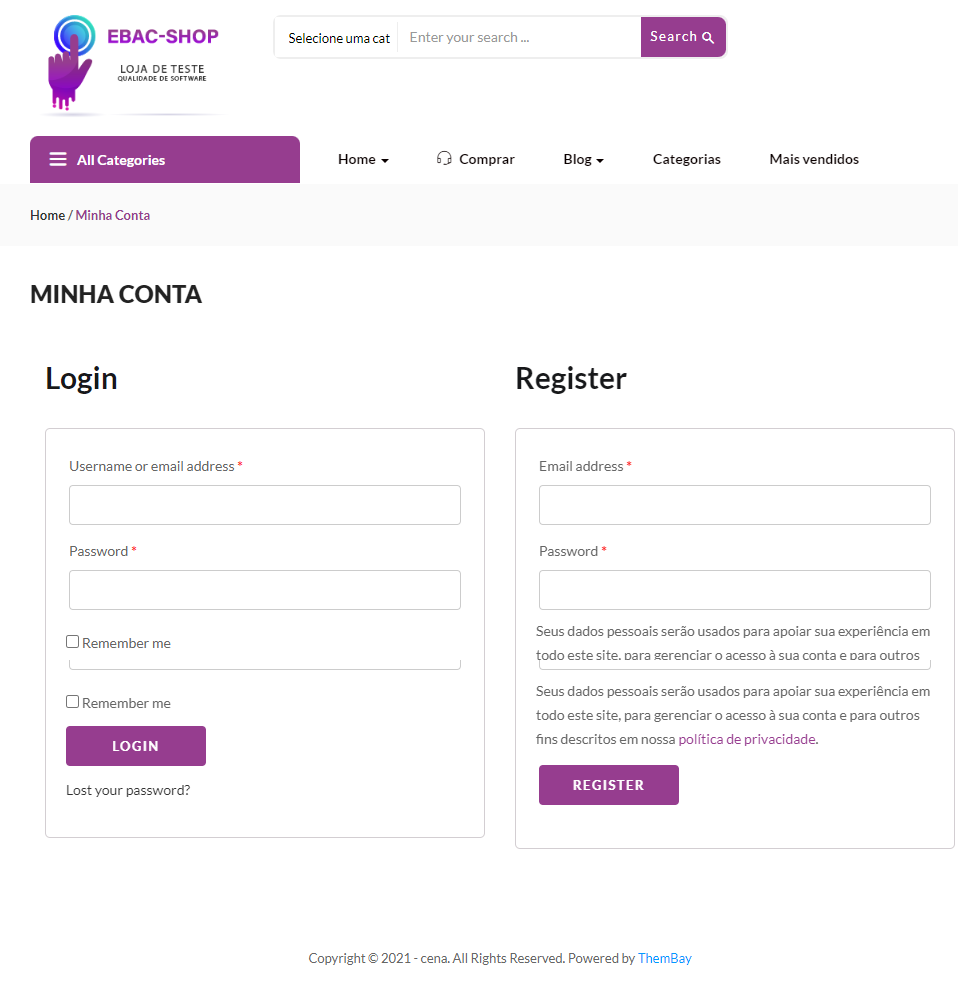 EBAC-SHOP
LOJA DE TESTE
QUALIDADE DE SOFTWARE
Selecione uma cat
Enter your search ...
Search
All Categories
Home
Comprar
Blog
Categorias
Mais vendidos
Home / Minha Conta
MINHA CONTA
Login
Username or email address *
Password *
Remember me
Remember me
LOGIN
Lost your password?
Register
Email address *
Password *
Seus dados pessoais serão usados para apoiar sua experiência em
todo este site, para gerenciar o acesso à sua conta e para outros
Seus dados pessoais serão usados para apoiar sua experiência em
todo este site, para gerenciar o acesso à sua conta e para outros
fins descritos em nossa política de privacidade.
REGISTER
Copyright © 2021 - cena. All Rights Reserved. Powered by ThemBay